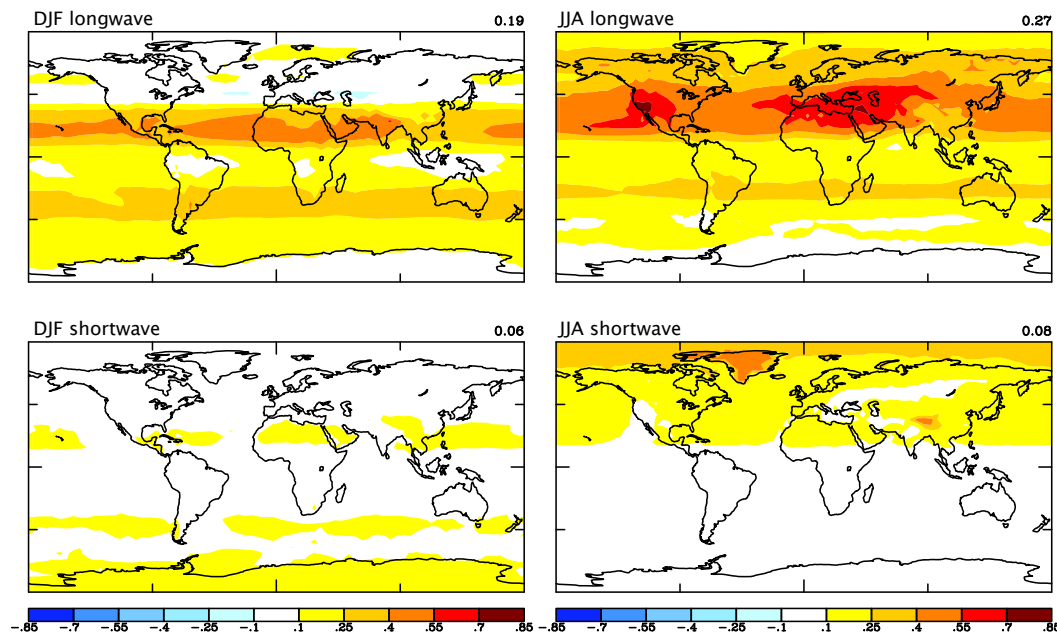 DJF longwave 0.19
JJA longwave 0.27
DJF shortwave 0.06
JJA shortwave 0.08
-.85 -.7 -.55 -.4 -.25 -.1 .1 .25 .4 .55 .7 .85
-.85 -.7 -.55 -.4 -.25 -.1 .1 .25 .4 .55 .7 .85